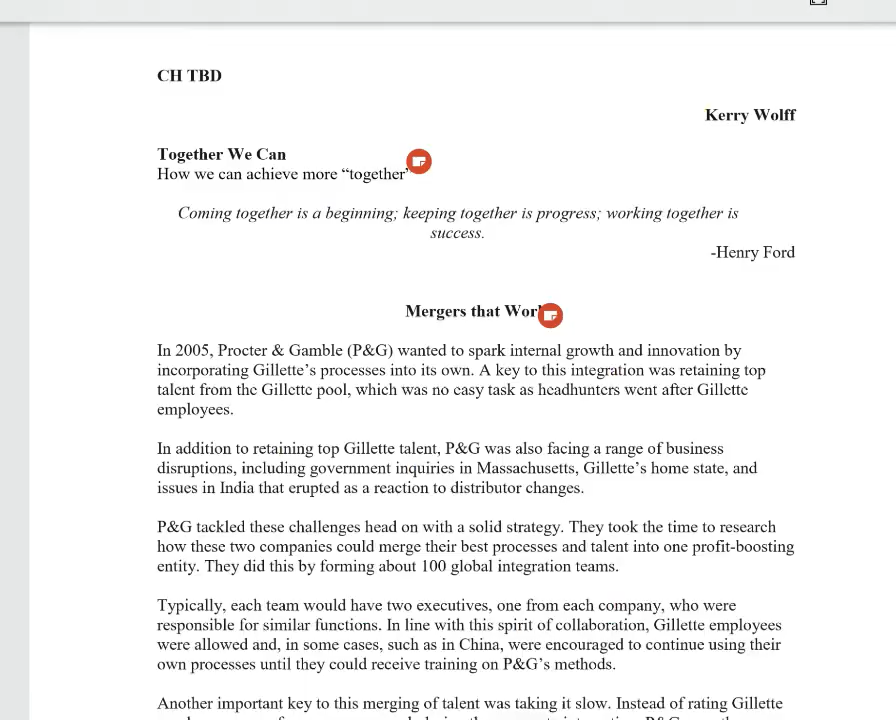 CH TBD
Kerry Wolff
Together We Can
How we can achieve more “together”
Coming together is a beginning; keeping together is progress; working together is
success.
-Henry Ford
Mergers that
In 2005, Procter & Gamble (P&G) wanted to spark internal growth and innovation by
incorporating Gillette’s processes into its own. A key to this integration was retaining top
talent from the Gillette pool, which was no easy task as headhunters went after Gillette
employees.
In addition to retaining top Gillette talent, P&G was also facing a range of business
disruptions, including government inquiries in Massachusetts, Gillette’s home state, and
issues in India that erupted as a reaction to distributor changes.
P&G tackled these challenges head on with a solid strategy. They took the time to research
how these two companies could merge their best processes and talent into one profit-boosting
entity. They did this by forming about 100 global integration teams.
Typically, each team would have two executives, one from each company, who were
responsible for similar functions. In line with this spirit of collaboration, Gillette employees
were allowed and, in some cases, such as in China, were encouraged to continue using their
own processes until they could receive training on P&G’s methods.
Another important key to this merging of talent was taking it slow. Instead of rating Gillette